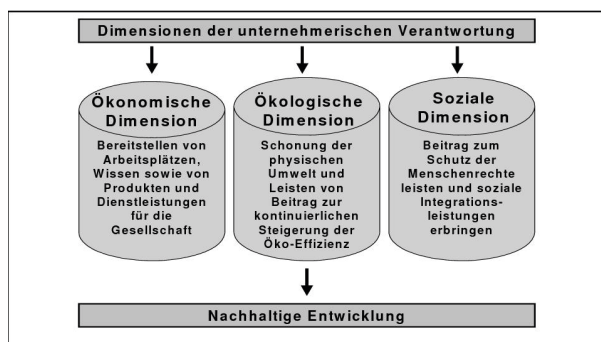 Dimensionen der unternehmerischen Verantwortung
Ökonomische
Dimension
Bereitstellen von
Arbeitsplätzen,
Wissen sowie von
Produkten und
Dienstleistungen
für die
Gesellschaft
Ökologische
Dimension
Schonung der
physischen
Umwelt und
Leisten von
Beitrag zur
kontinuierlichen
Steigerung der
Öko-Effizienz
Soziale
Dimension
Beitrag zum
Schutz der
Menschenrechte
leisten und soziale
Integrations-
leistungen
erbringen
Nachhaltige Entwicklung